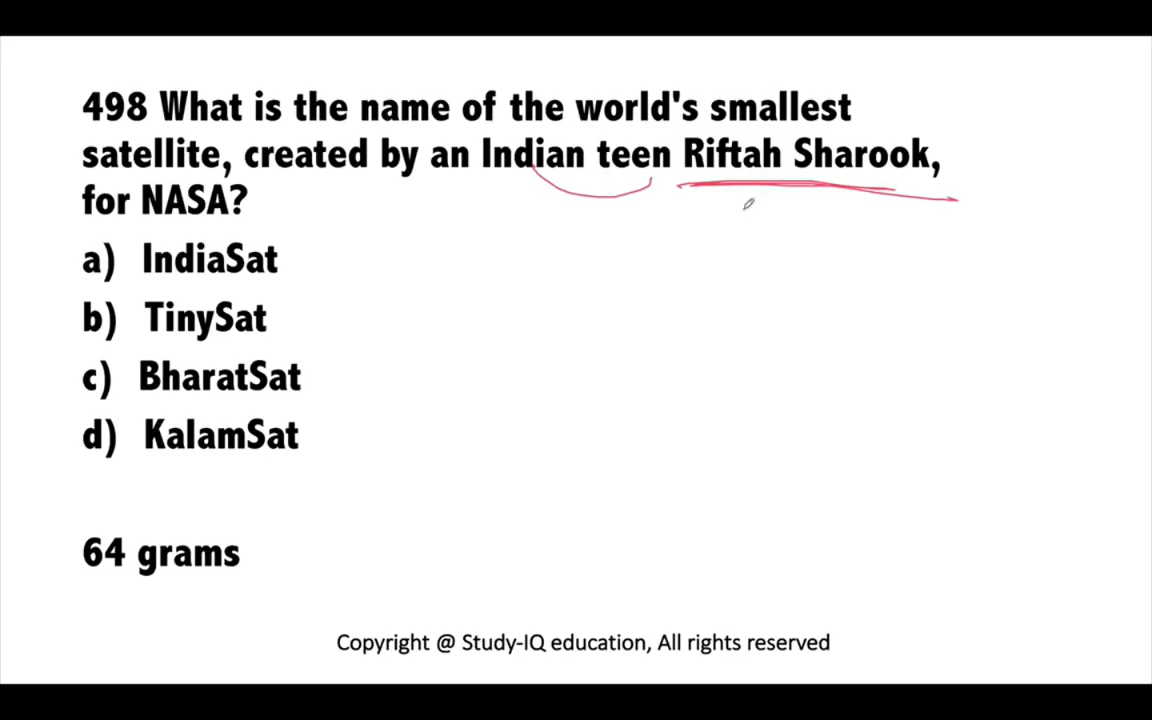 498 What is the name of the world's smallest
satellite, created by an Indian teen Riftah Sharook,
for NASA?
a) IndiaSat
b) TinySat
c) BharatSat
d) KalamSat
64 grams
Copyright @ Study-IQ education, All rights reserved